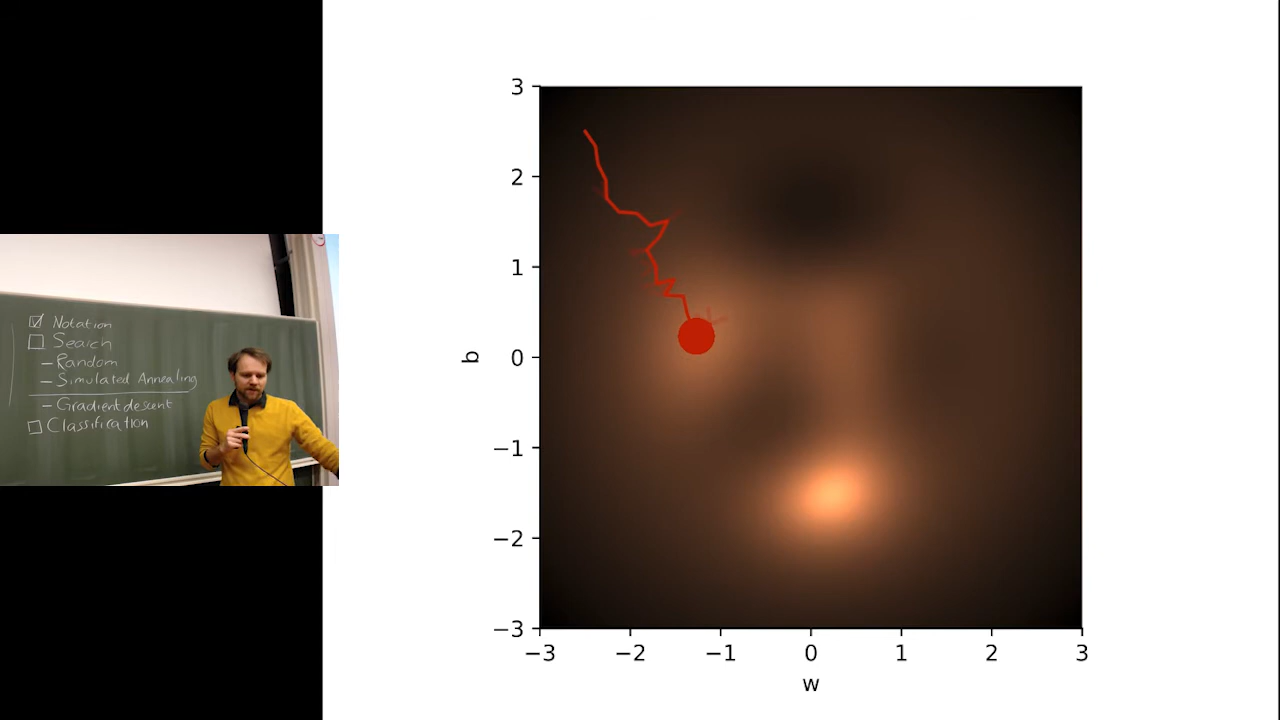 Notation
Search
– Random
– Simulated Annealing
– Gradient descent
Classification
3
2
1
0
−1
−2
−3
b
−3
−2
−1
0
1
2
3
w